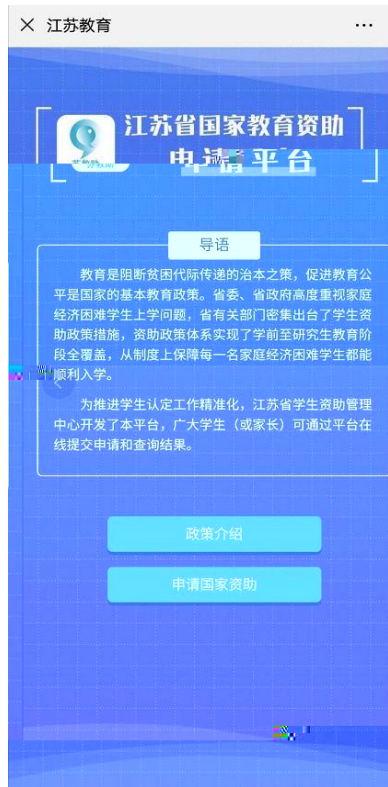 江苏教育
江苏省国家教育资助
申请平台
导语
教育是阻断贫困代际传递的治本之策，促进教育公
平是国家的基本教育政策。省委、省政府高度重视家庭
经济困难学生上学问题，省有关部门密集出台了学生资
助政策措施，资助政策体系实现了学前至研究生教育阶
段全覆盖，从制度上保障每一名家庭经济困难学生都能
顺利入学。
为推进学生认定工作精准化，江苏省学生资助管理
中心开发了本平台，广大学生（或家长）可通过平台在
线提交申请和查询结果。
政策介绍
申请国家资助